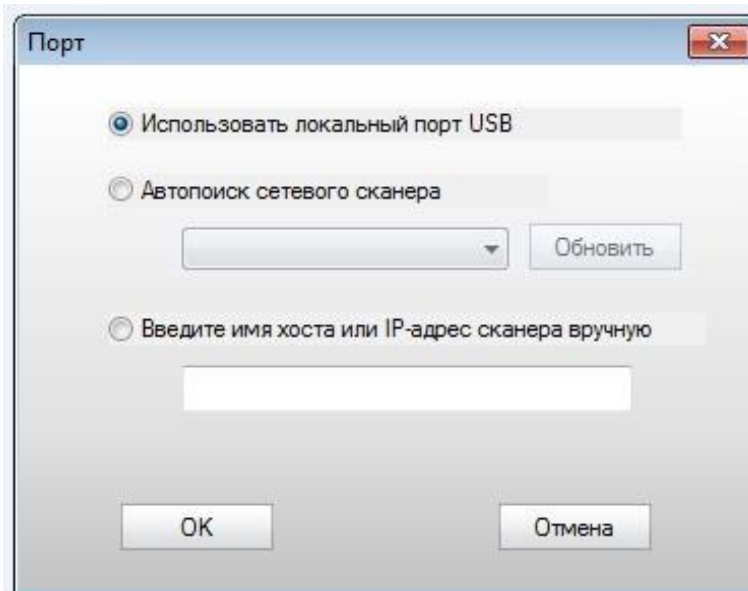 Порт
Использовать локальный порт USB
Автопоиск сетевого сканера
Обновить
Введите имя хоста или IP-адрес сканера вручную
OK
Отмена